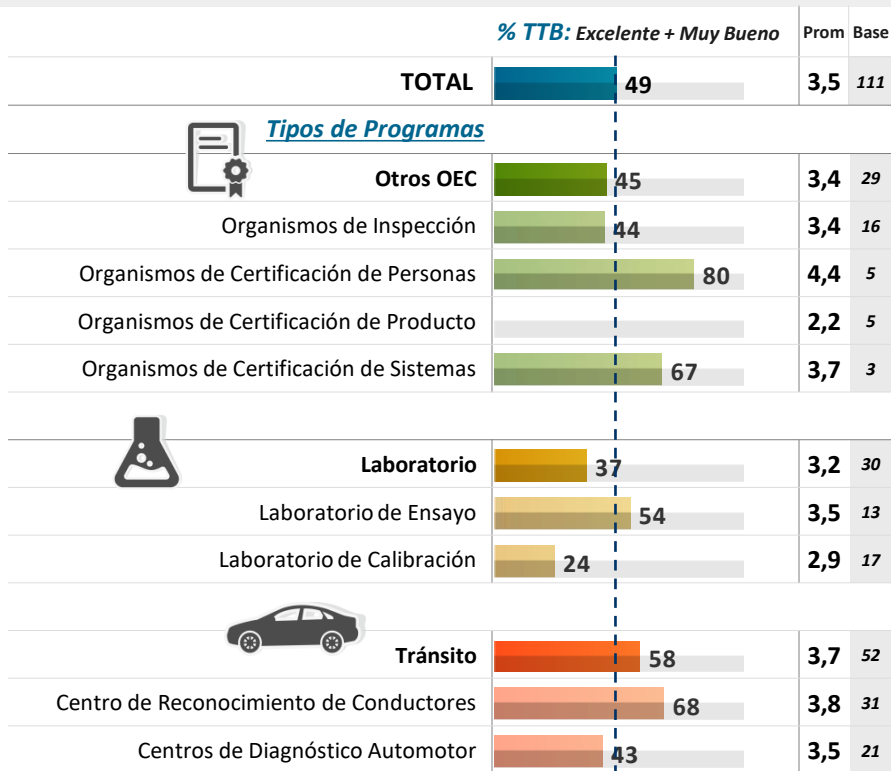 % TTB: Excelente + Muy Bueno Prom Base
TOTAL 49 3,5 111
Tipos de Programas
Otros OEC 45 3,4 29
Organismos de Inspección 44 3,4 16
Organismos de Certificación de Personas 80 4,4 5
Organismos de Certificación de Producto 2,2 5
Organismos de Certificación de Sistemas 67 3,7 3
Laboratorio 37 3,2 30
Laboratorio de Ensayo 54 3,5 13
Laboratorio de Calibración 24 2,9 17
Tránsito 58 3,7 52
Centro de Reconocimiento de Conductores 68 3,8 31
Centros de Diagnóstico Automotor 43 3,5 21